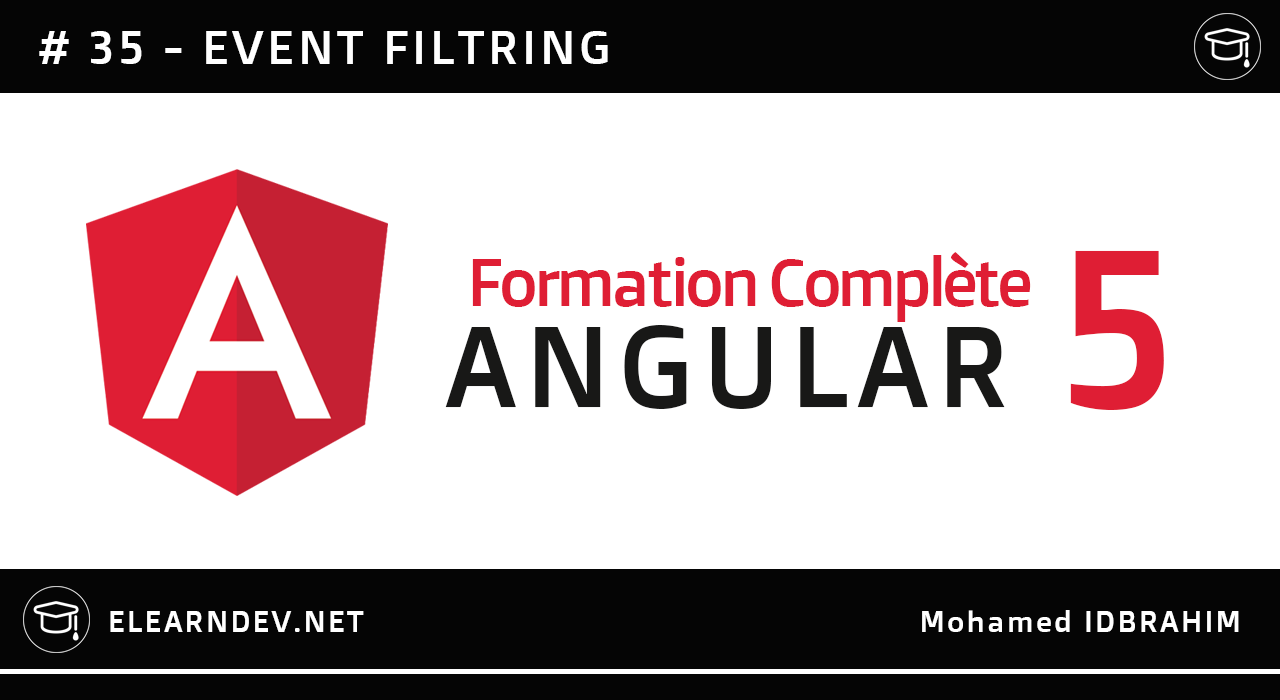 # 35 - EVENT FILTRING
A
Formation Complète
ANGULAR 5
ELEARNDEV.NET
Mohamed IDBRAHIM